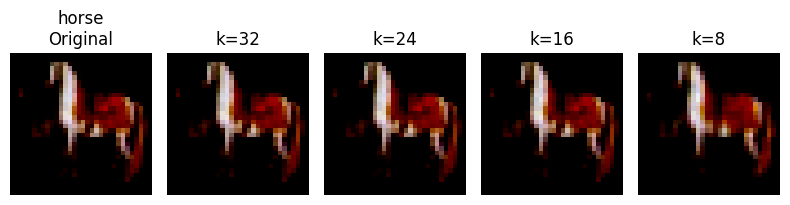 horse
Original
k=32
k=24
k=16
k=8